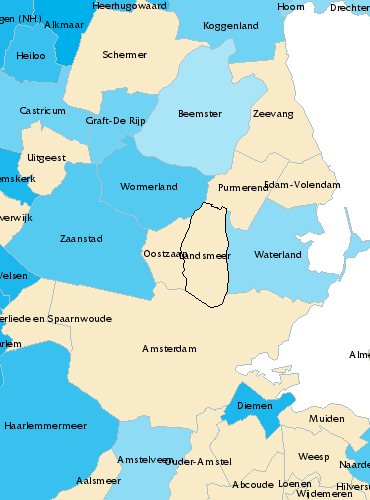 Heerhugowaard
Hoorn
Drechter
gen (NH.)
Alkmaar
Koggenland
Heiloo
Schermer
Castricum
Graft-De Rijp
Beemster
Zeevang
Uitgeest
emskerk
Wormerland
Purmerend
Edam-Volendam
verwijk
Zaanstad
Oostzaan
Landsmeer
Waterland
Velsen
erliede en Spaarnwoude
arlem
Amsterdam
Alme
Diemen
Haarlemmermeer
Muiden
Amstelveen
Ouder-Amstel
Weesp
Naarde
Aalsmeer
Abcoude
Loenen
Hilvers
Wijdemeren